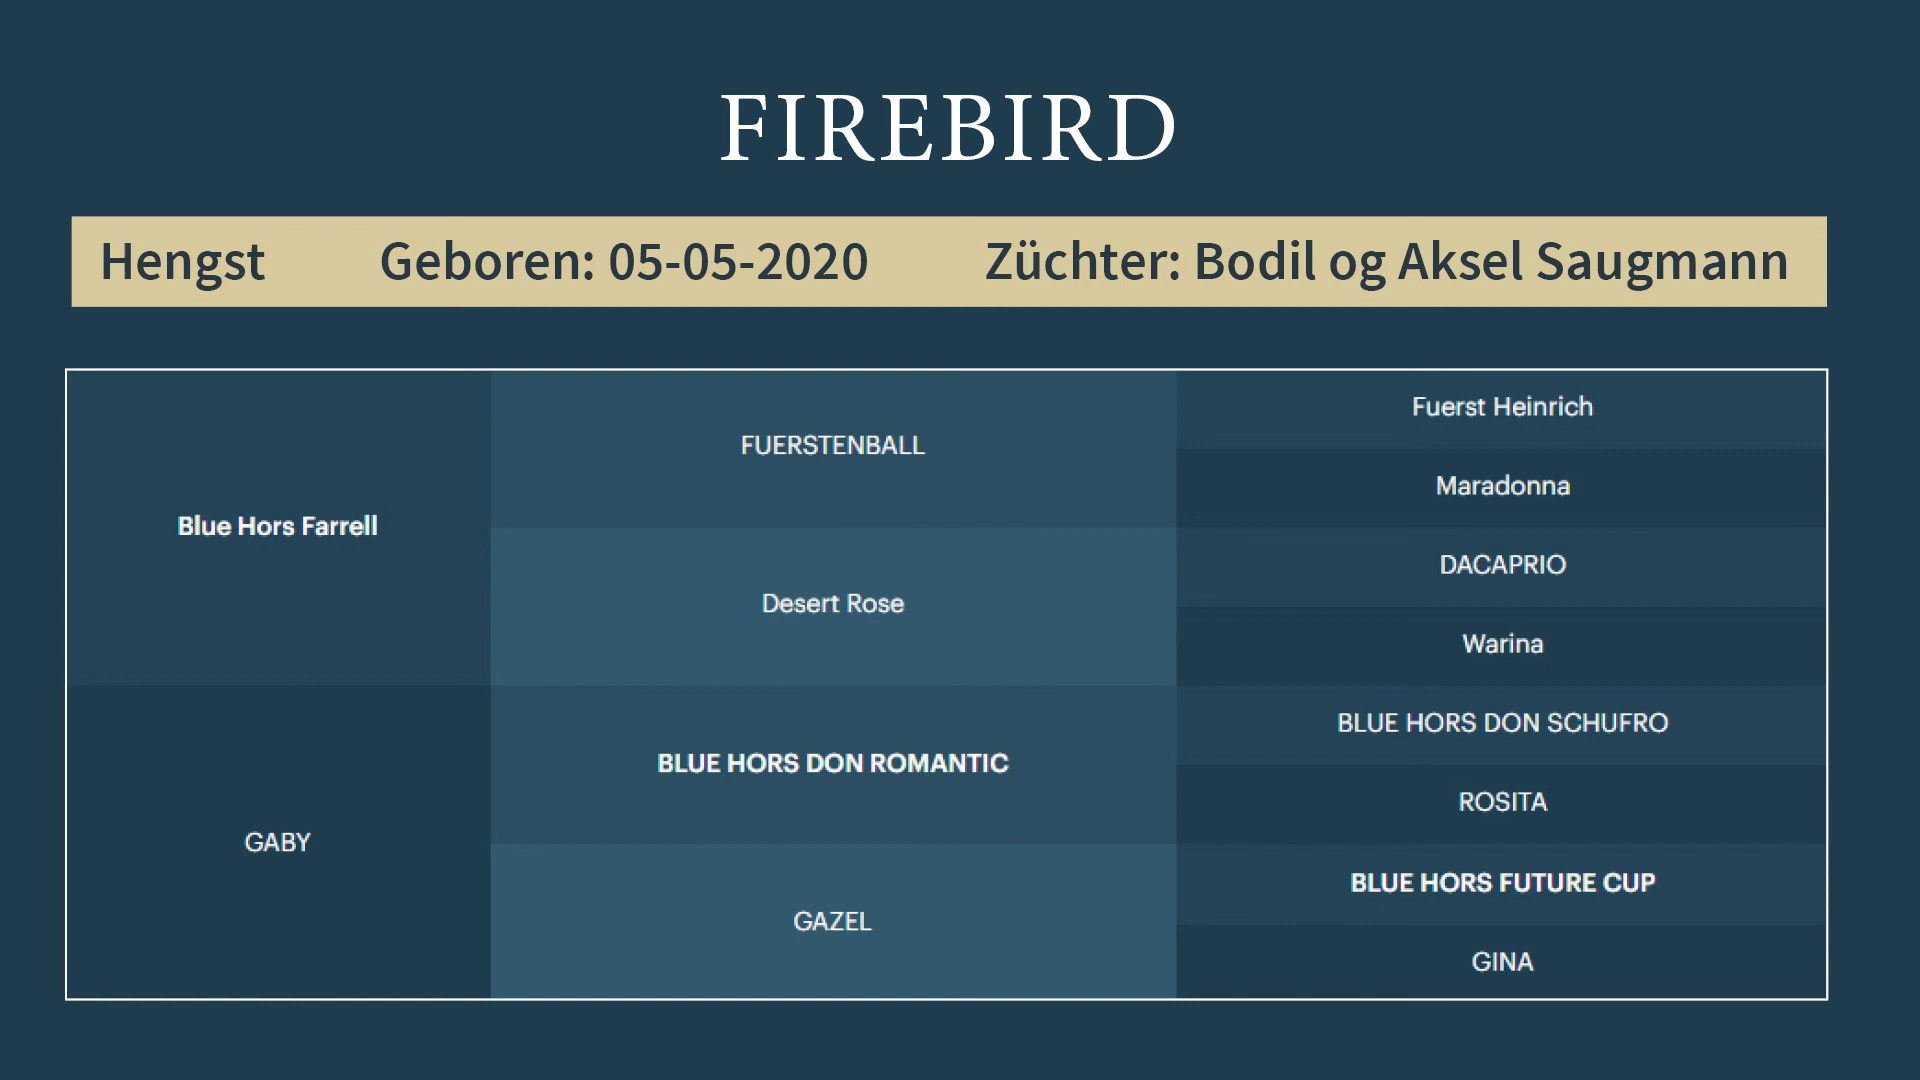 FIREBIRD
Hengst Geboren: 05-05-2020 Züchter: Bodil og Aksel Saugmann
Blue Hors Farrell
FUERSTENBALL
Fuerst Heinrich
Maradonna
Desert Rose
DACAPRIO
Warina
GABY
BLUE HORS DON ROMANTIC
BLUE HORS DON SCHUFRO
ROSITA
GAZEL
BLUE HORS FUTURE CUP
GINA